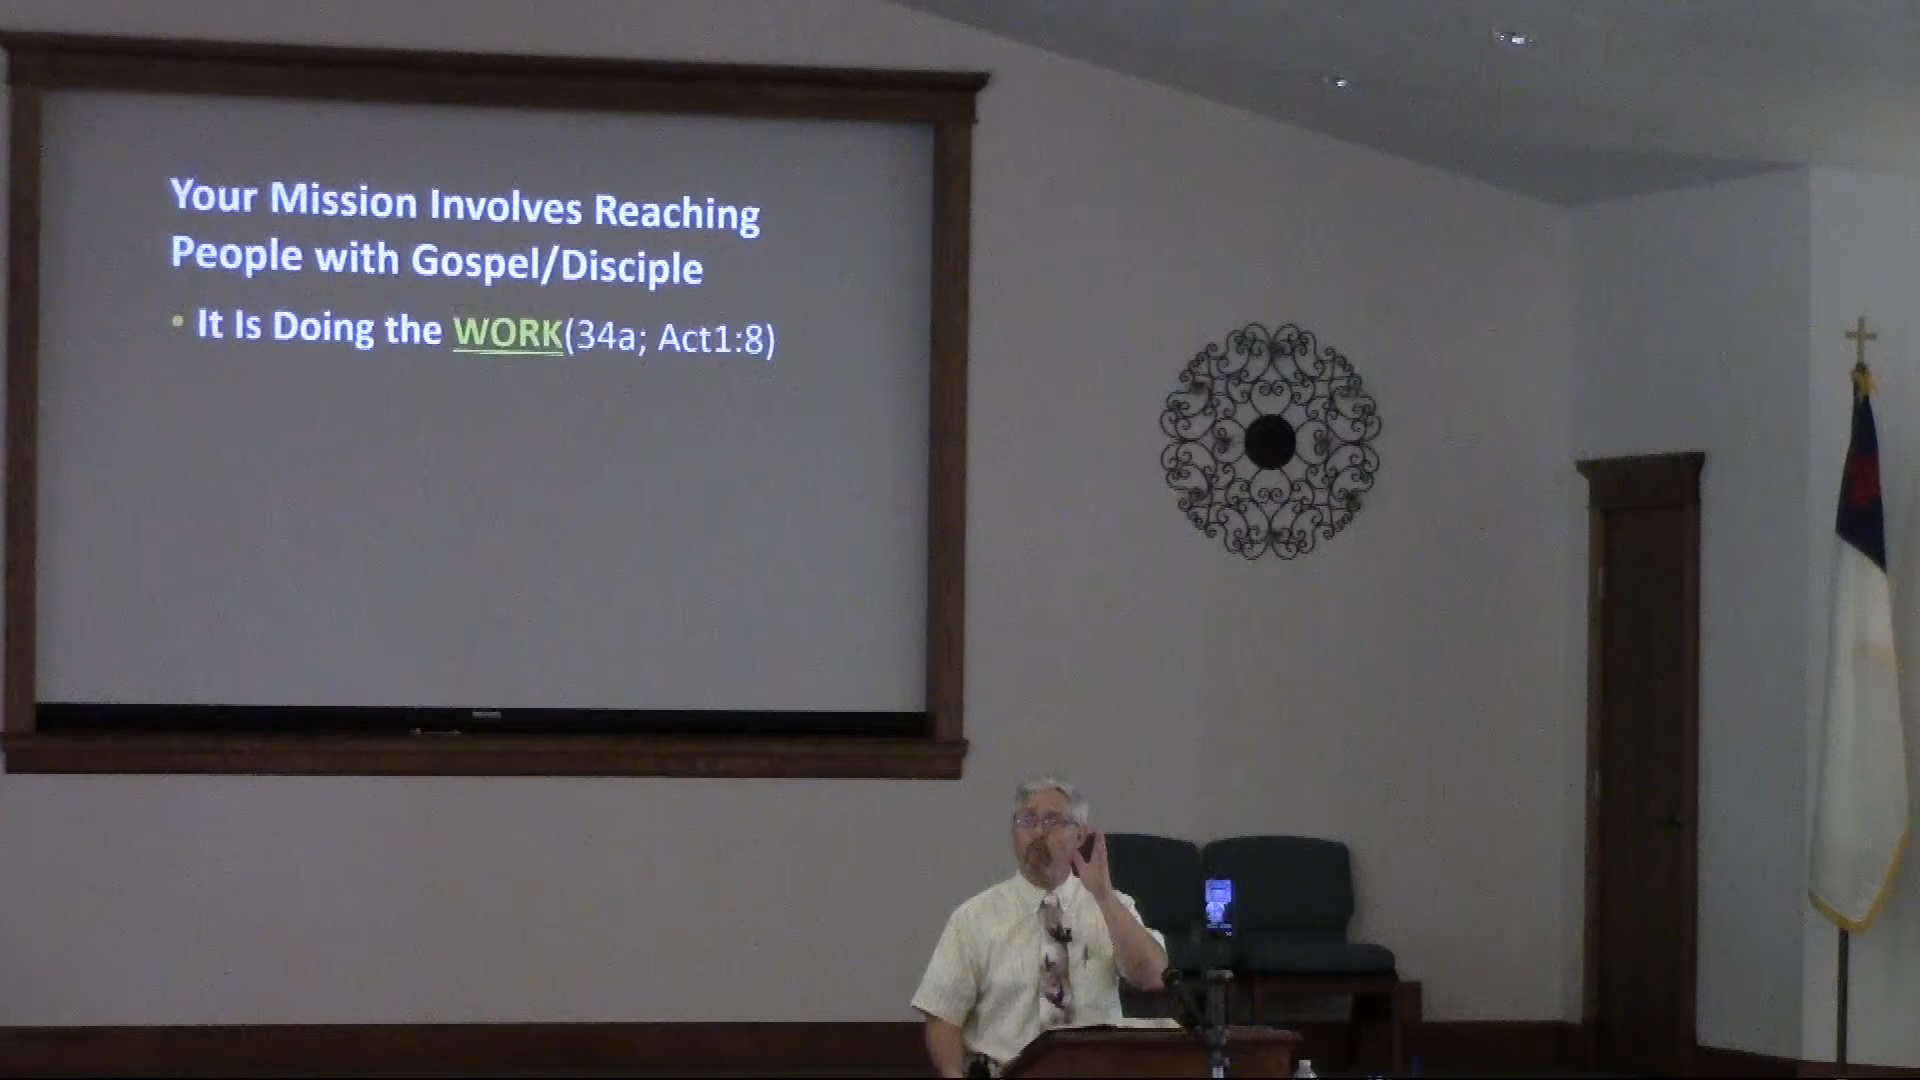 Your Mission Involves Reaching
People with Gospel/Disciple
• It Is Doing the WORK(34a; Act1:8)